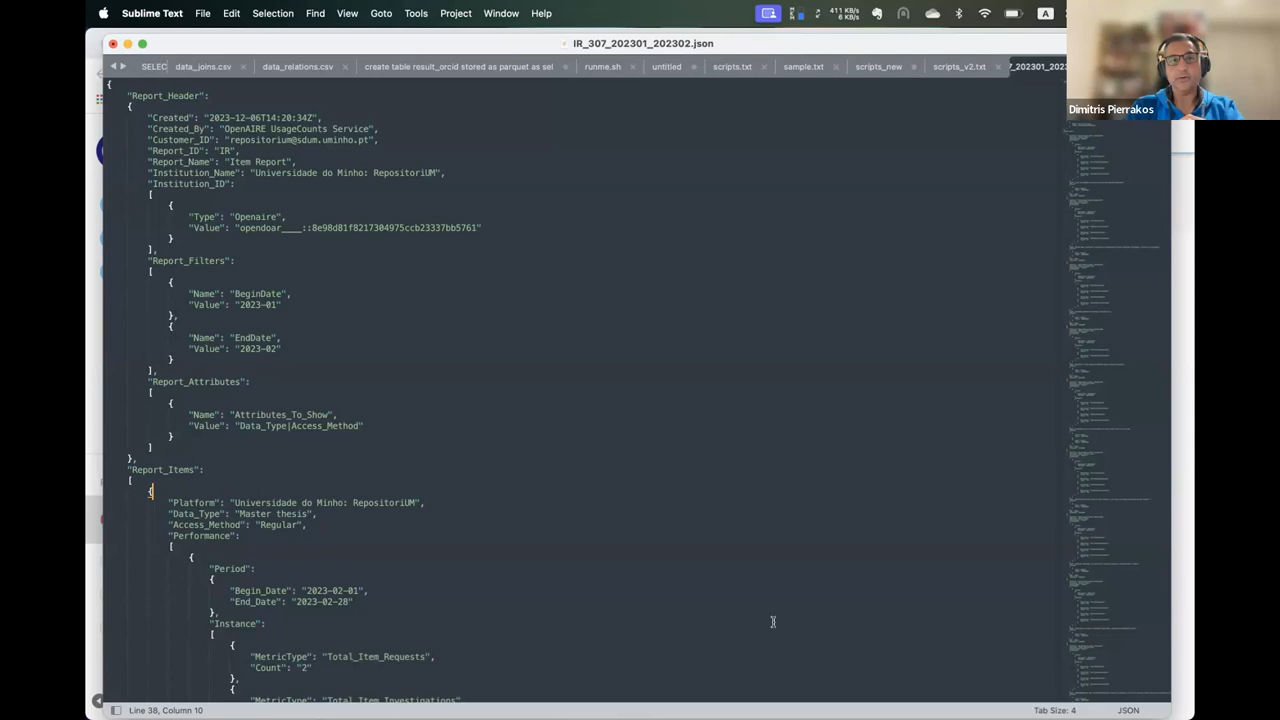 Sublime Text File Edit Selection Find View Goto Tools Project Window Help 411 KB/s 6 KB/s A
IR_307_202301_202302.json
SELEC data_joins.csv data_relations.csv create table result_orcid stored as parquet as sel runme.sh untitled scripts.txt sample.txt scripts_new scripts_v2.txt 7_202301_202
Dimitris Pierrakos
{
"Report_Header":
{
"Created": "2023-12-06T14:20:34Z",
"Created_By": "OpenAIRE UsageCounts Service",
"Customer_ID": "repositorium@sdum.uminho.pt",
"Report_ID": "IR",
"Report_Name": "Item Report",
"Institution_Name": "Universidade do Minho: RepositoriUM",
"Institution_ID":
[
{
"Type": "Openaire",
"Value": "opendoar____::8e98d81f8217304975ccb23337bb5761"
}
],
"Report_Filters":
[
{
"Name": "BeginDate",
"Value": "2023-01"
},
{
"Name": "EndDate",
"Value": "2023-02"
}
],
"Report_Attributes":
[
{
"Name": "Attributes_To_Show",
"Value": "Data_Type|Access_Method"
}
]
},
"Report_Items":
[
{
"Platform": "Universidade do Minho: RepositoriUM",
"Data_Type": "Master thesis",
"Access_Method": "Regular",
"Performance":
[
{
"Period":
{
"Begin_Date": "2023-02-01",
"End_Date": "2023-02-28"
},
"Instance":
[
{
"MetricType": "Total_Item_Requests",
"Count": "2"
},
{
"MetricType": "Total_Item_Investigations"
Line 38, Column 10 Tab Size: 4 JSON